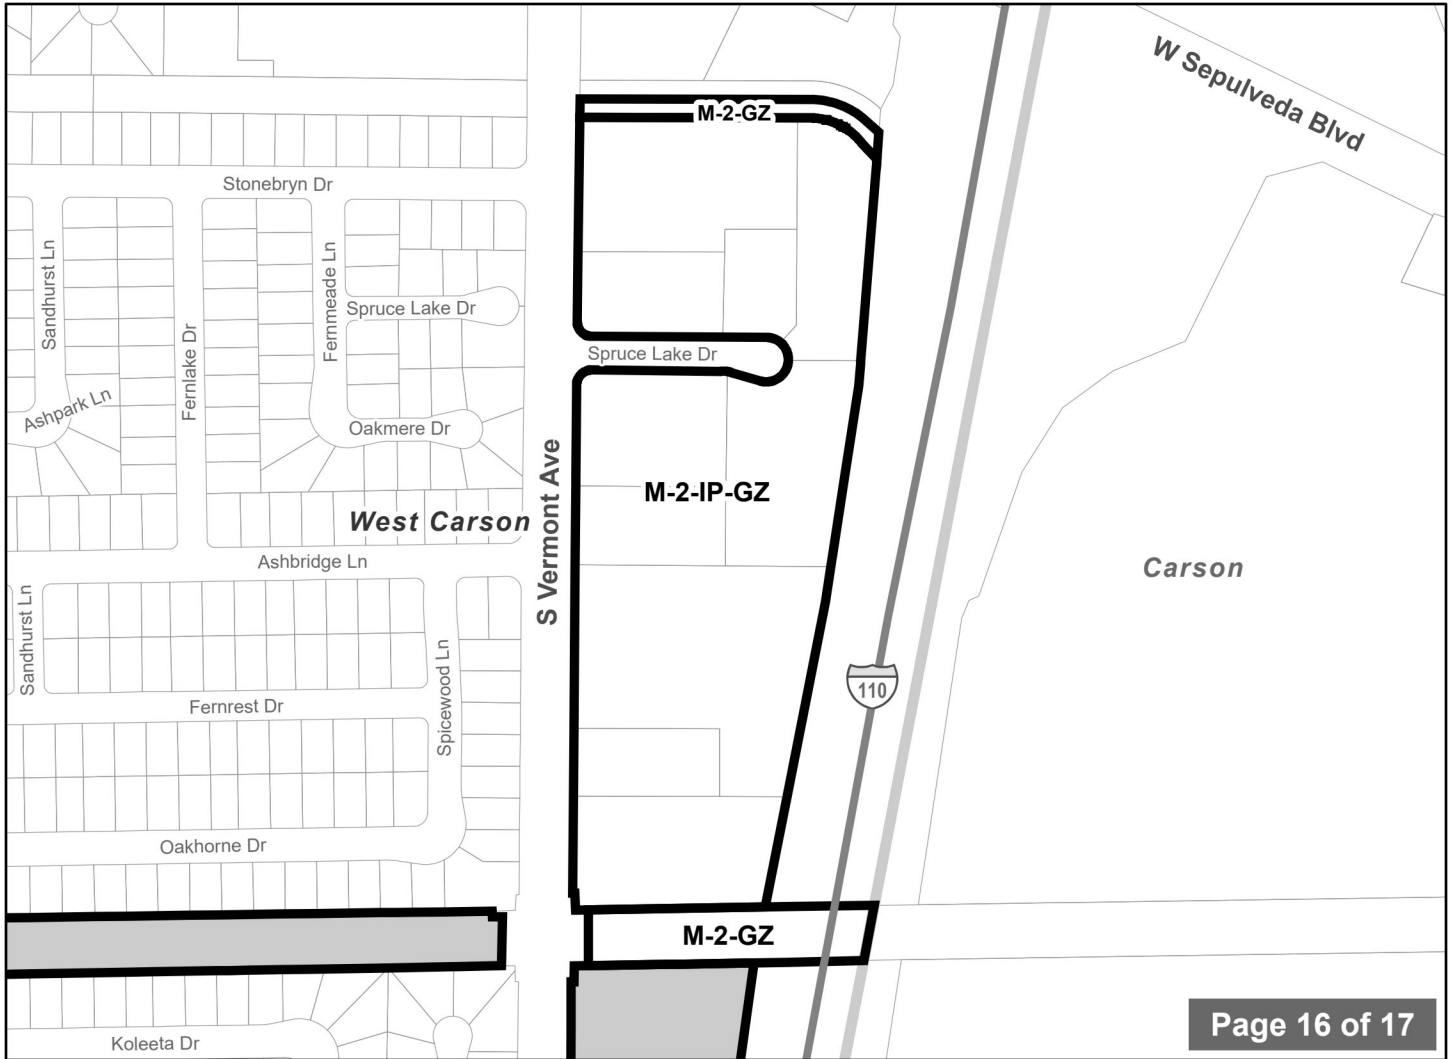 W Sepulveda Blvd
M-2-GZ
Stonebryn Dr
Sandhurst Ln
Fernmeade Ln
Spruce Lake Dr
Fernlake Dr
Spruce Lake Dr
Ashpark Ln
Oakmere Dr
S Vermont Ave
M-2-IP-GZ
West Carson
Ashbridge Ln
Carson
Sandhurst Ln
Spicewood Ln
110
Fernrest Dr
Oakhorne Dr
M-2-GZ
Koleeta Dr
Page 16 of 17